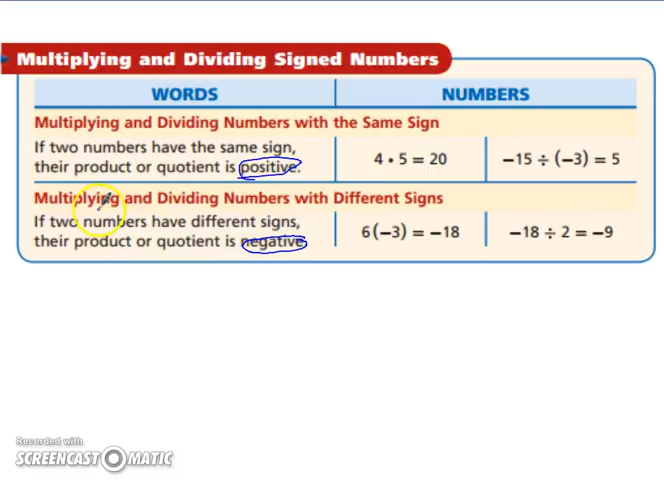 Multiplying and Dividing Signed Numbers
WORDS NUMBERS
Multiplying and Dividing Numbers with the Same Sign
If two numbers have the same sign,
their product or quotient is positive.
4 • 5 = 20
−15 ÷ (−3) = 5
Multiplying and Dividing Numbers with Different Signs
If two numbers have different signs,
their product or quotient is negative
6(−3) = −18
−18 ÷ 2 = −9
Recorded with
SCREENCAST-O-MATIC